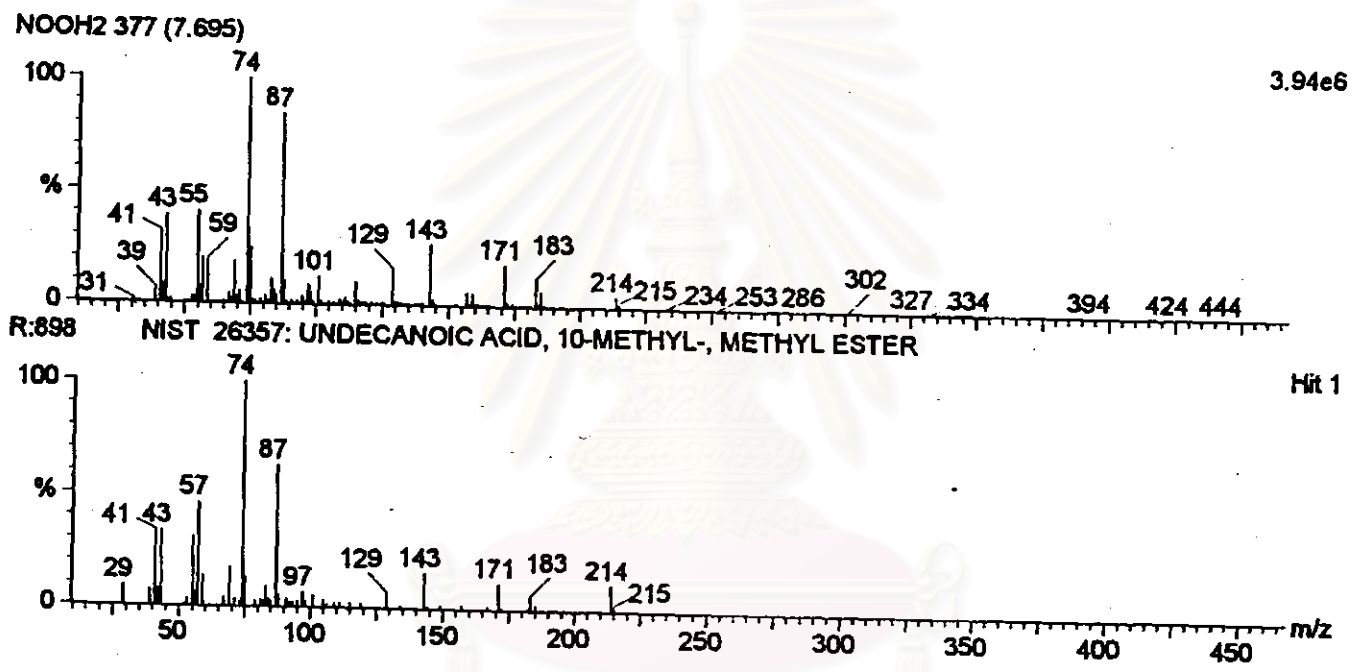 NOOH2 377 (7.695)
100 74 3.94e6
87
% 41 43 55 59
39 31 101 129 143 171 183 214 215 234 253 286 302 327 334 394 424 444
0
R:898 NIST 26357: UNDECANOIC ACID, 10-METHYL-, METHYL ESTER
100 74 Hit 1
87
% 57
41 43
29 97 129 143 171 183 214 215
0
50 100 150 200 250 300 350 400 450 m/z